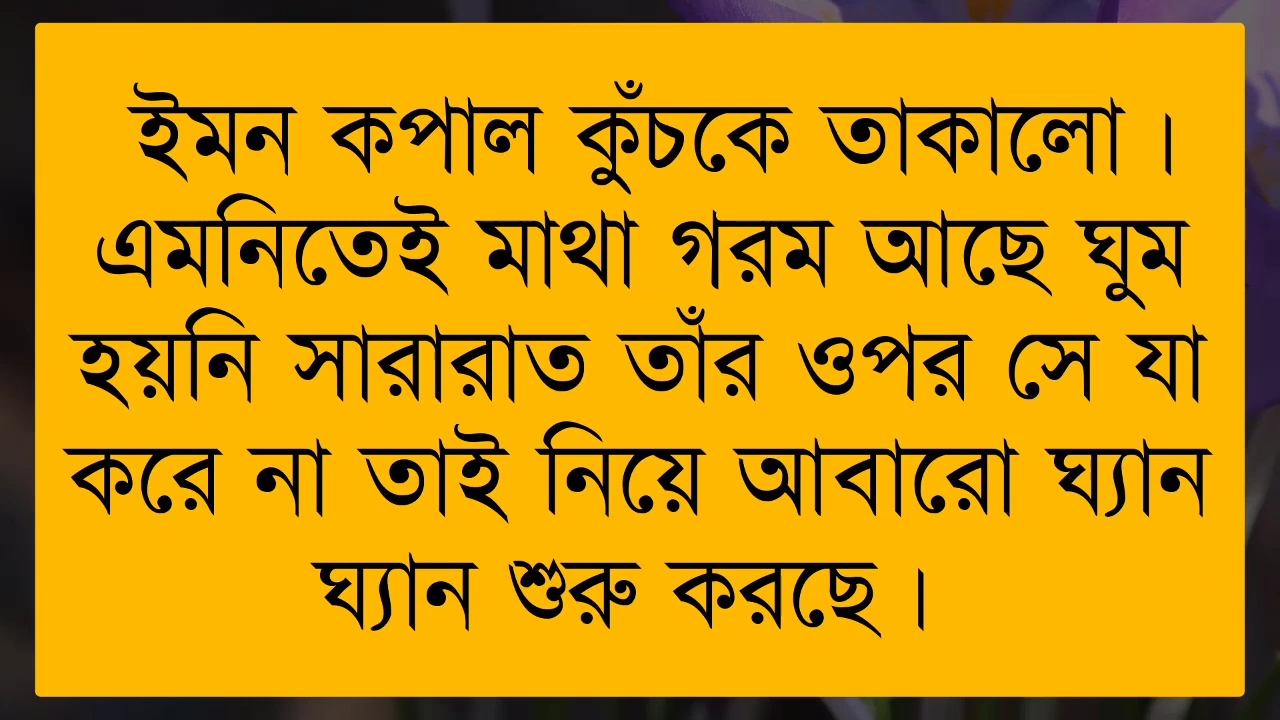 ইমন কপাল কুঁচকে তাকালো।
এমনিতেই মাথা গরম আছে ঘুম
হয়নি সারারাত তাঁর ওপর সে যা
করে না তাই নিয়ে আবারো ঘ্যান
ঘ্যান শুরু করছে।